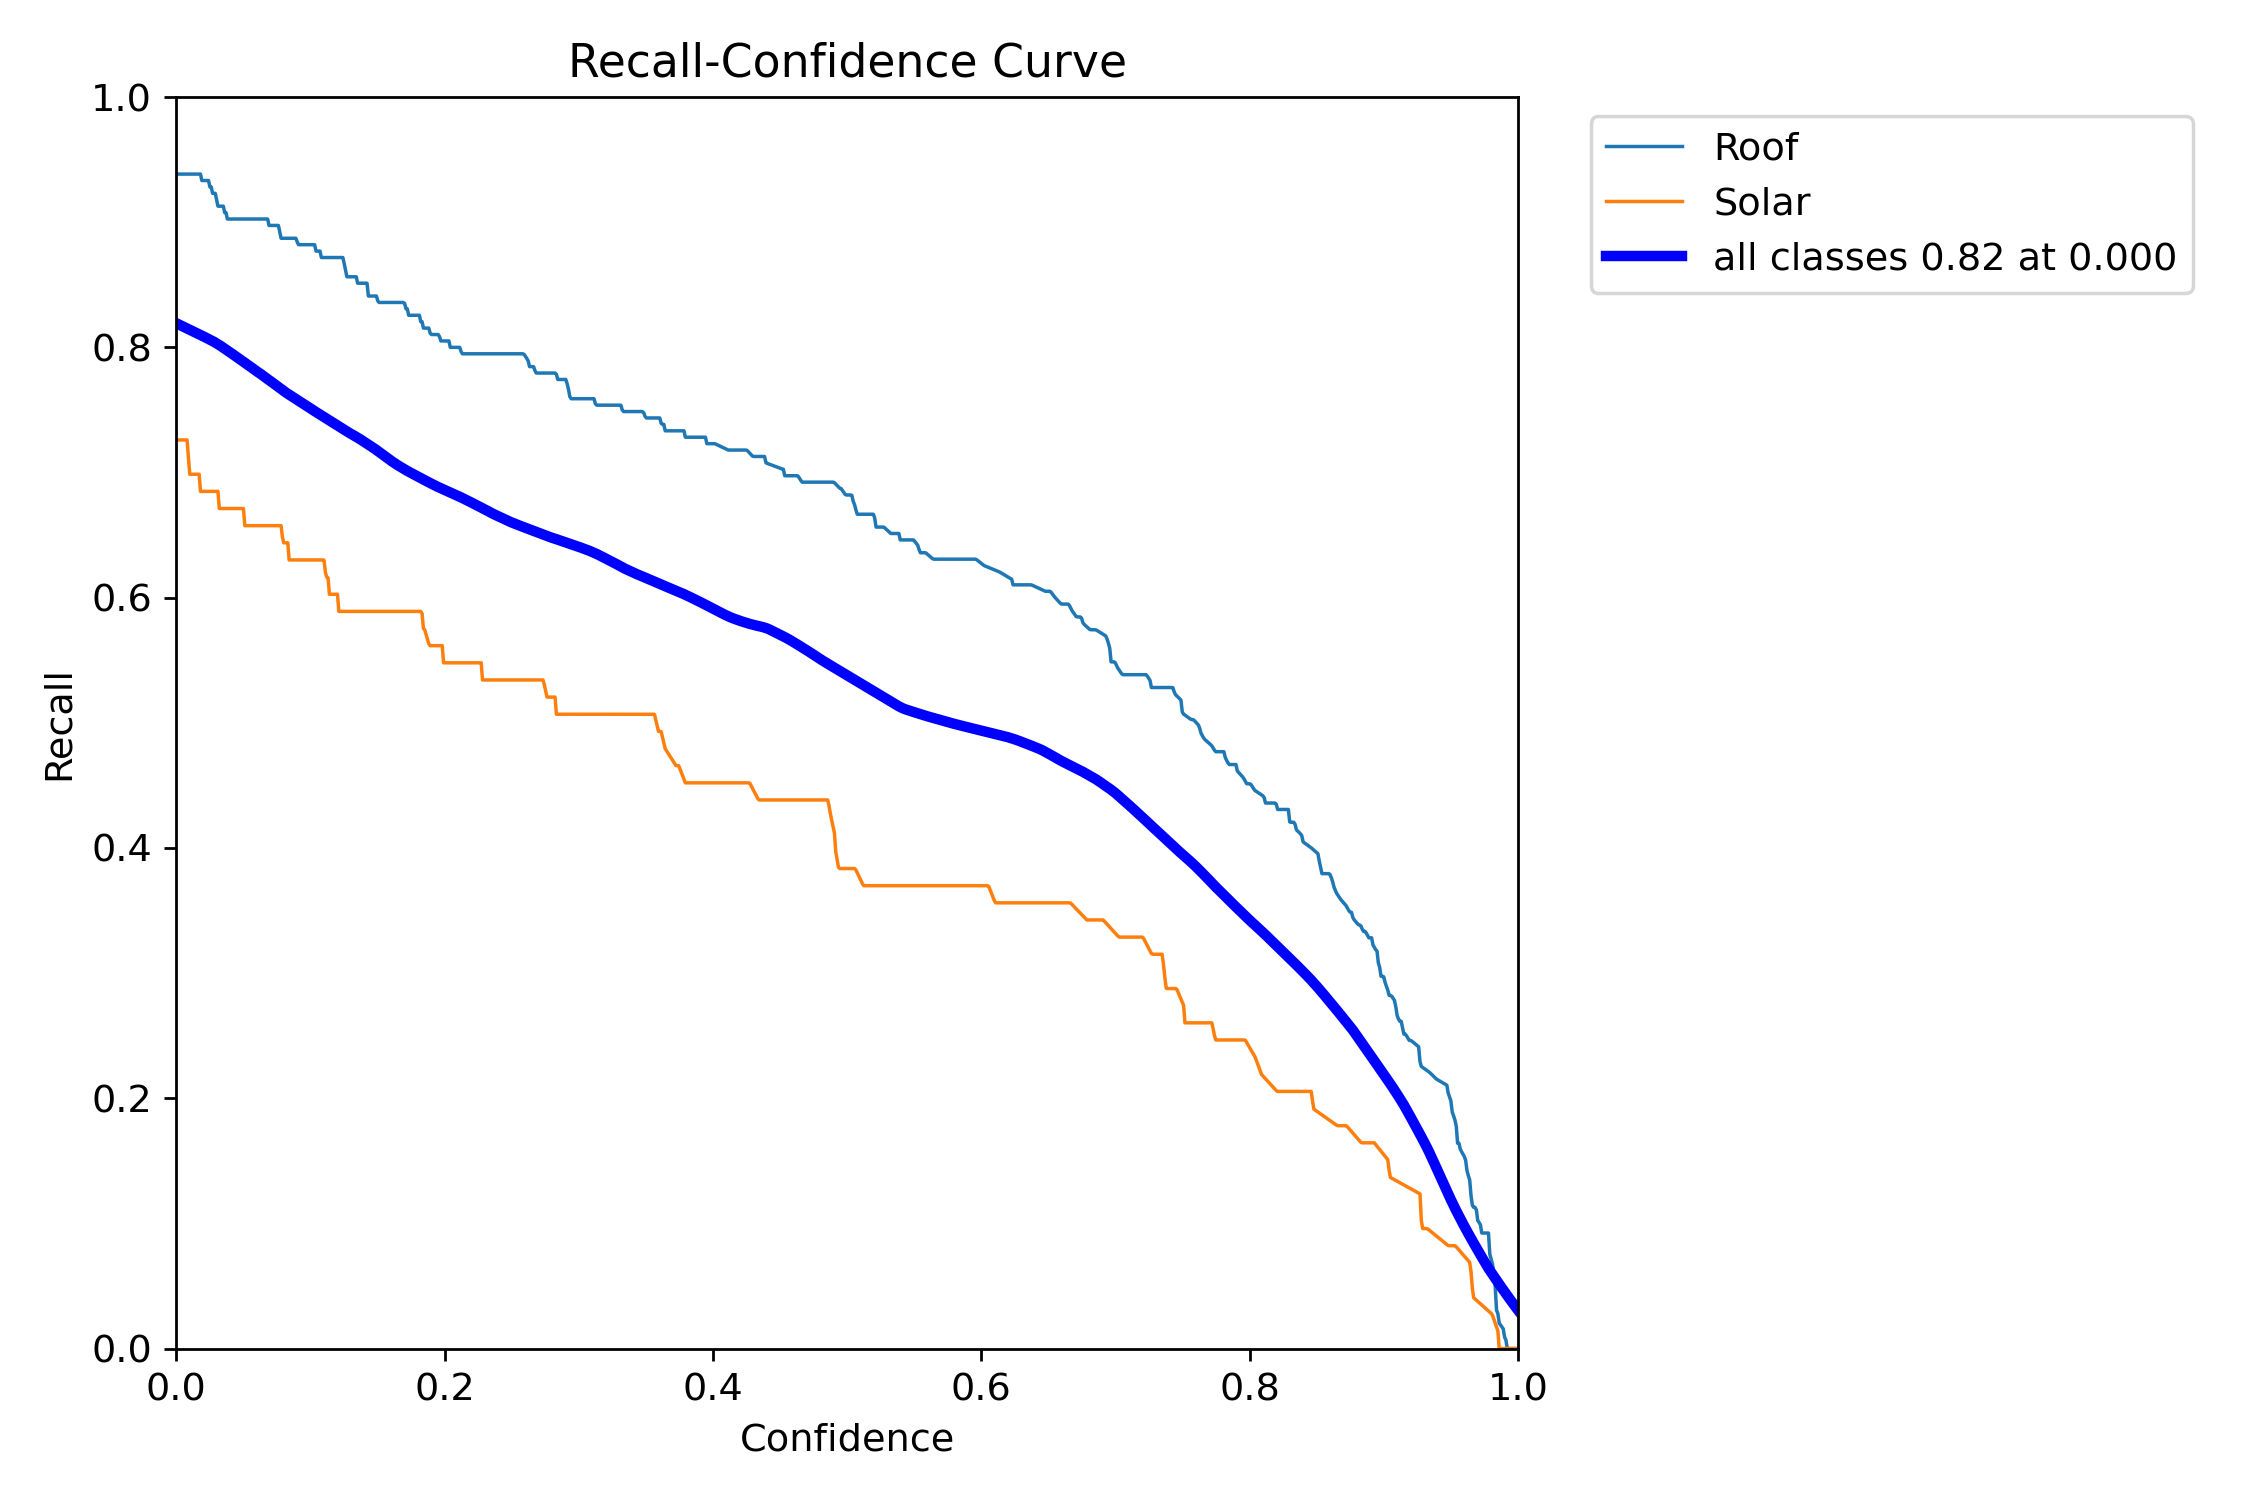 Recall-Confidence Curve
1.0
0.8
0.6
0.4
0.2
0.0
Recall
0.0 0.2 0.4 0.6 0.8 1.0
Confidence
Roof
Solar
all classes 0.82 at 0.000